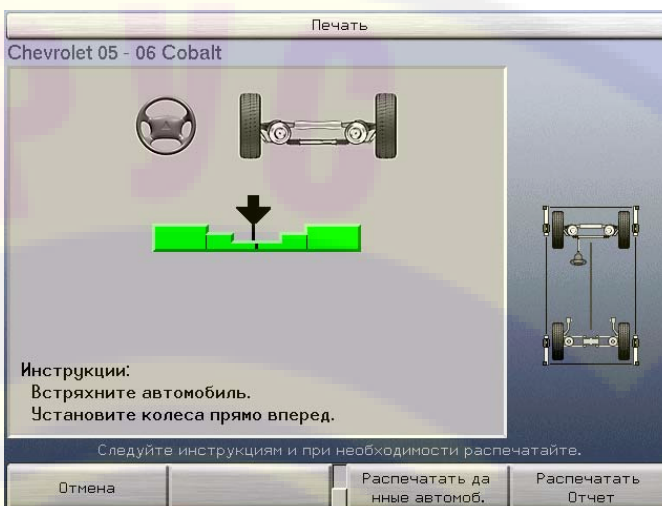 Печать
Chevrolet 05 - 06 Cobalt
Инструкции:
Встряхните автомобиль.
Установите колеса прямо вперед.
Следуйте инструкциям и при необходимости распечатайте.
Отмена
Распечатать да
нные автомоб.
Распечатать
Отчет